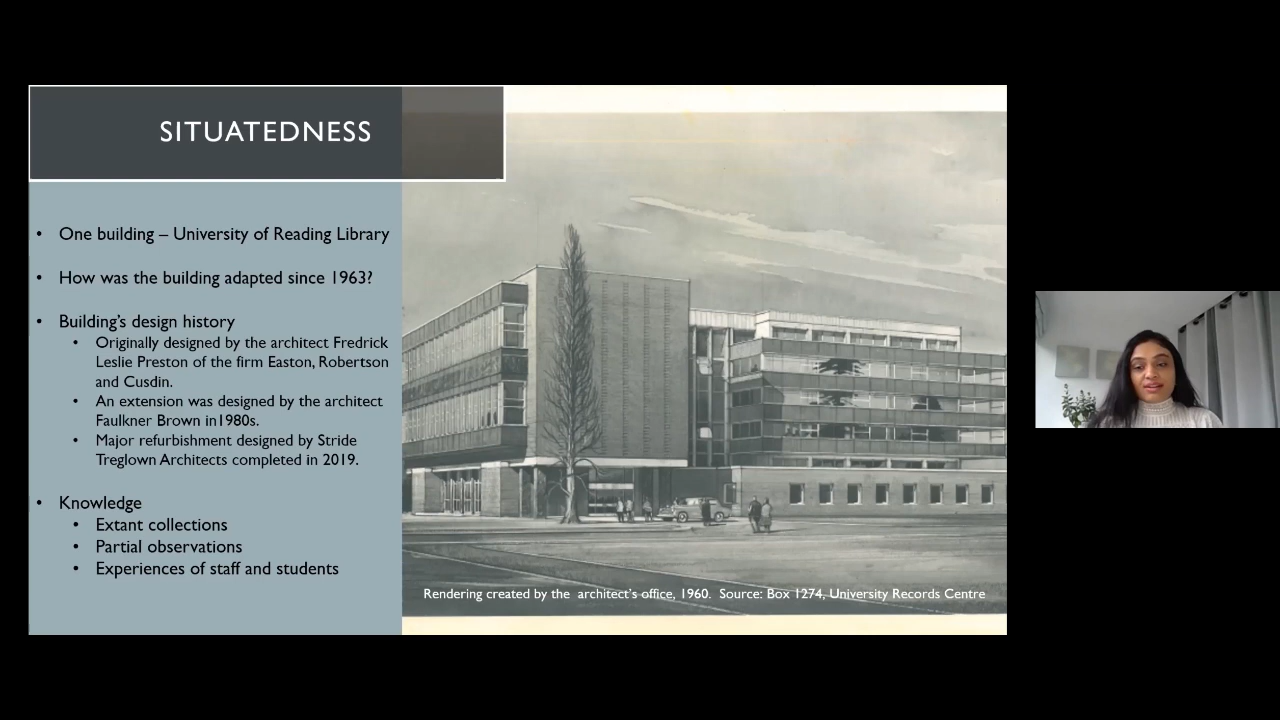 SITUATEDNESS
• One building – University of Reading Library
• How was the building adapted since 1963?
• Building's design history
• Originally designed by the architect Fredrick
Leslie Preston of the firm Easton, Robertson
and Cusdin.
• An extension was designed by the architect
Faulkner Brown in1980s.
• Major refurbishment designed by Stride
Treglown Architects completed in 2019.
• Knowledge
• Extant collections
• Partial observations
• Experiences of staff and students
Rendering created by the  architect's office, 1960.  Source: Box 1274, University Records Centre